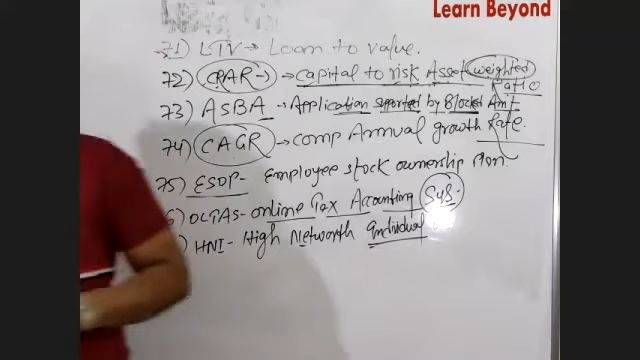 Learn Beyond
71) LTV → Loan to value.
72) CRAR → capital to risk Asset weighted
ratio
73) ASBA - Application supported by Blocked Amt
74) CAGR → comp Annual growth Rate.
75) ESOP - Employee stock ownership Plan.
6) OLTAS - online Tax Accounting Sys.
) HNI - High Networth Individual